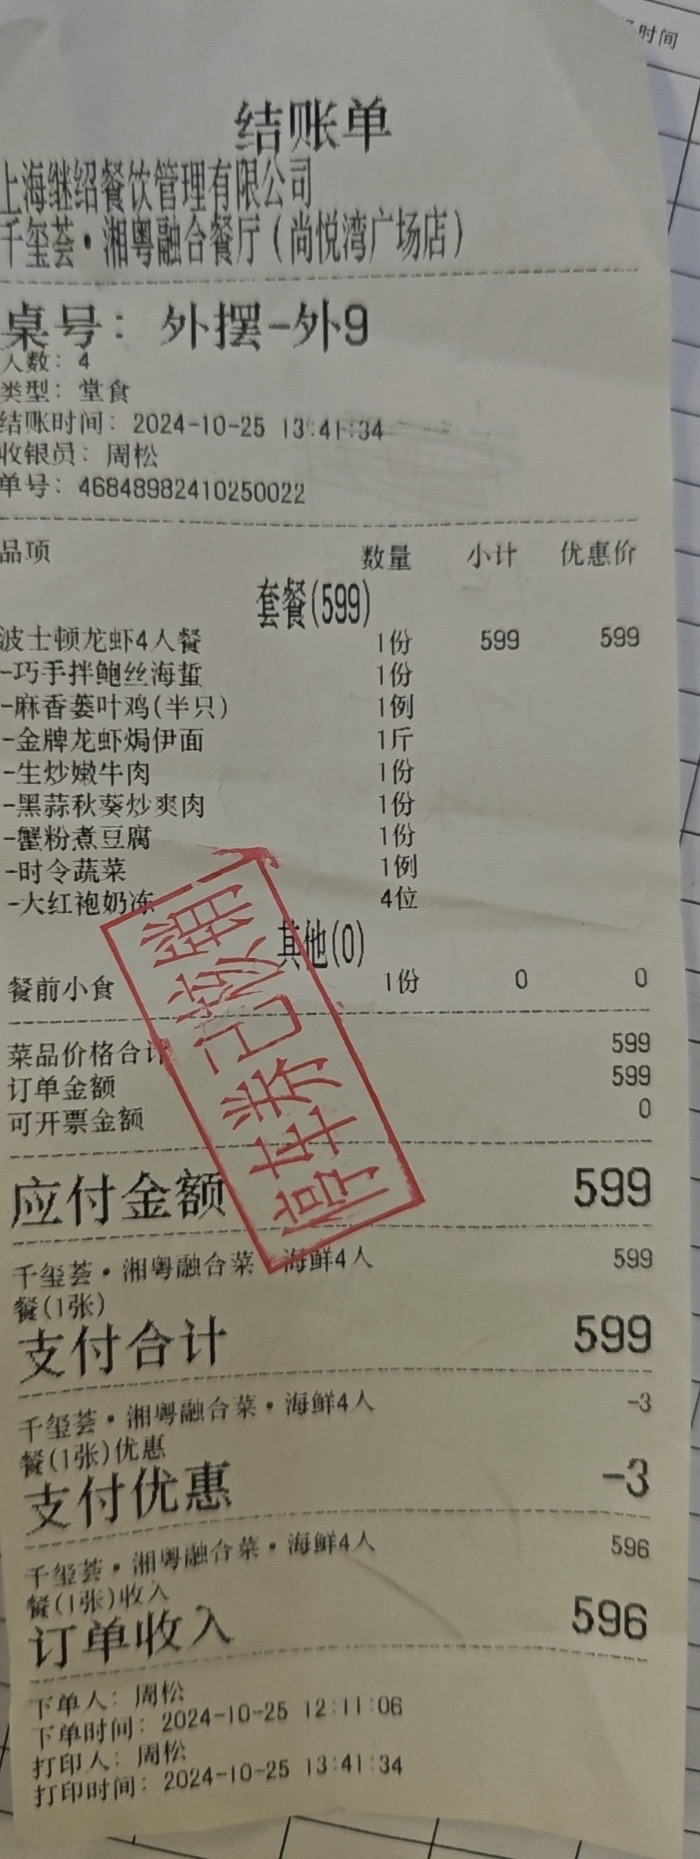 时间
结账单
上海继绍餐饮管理有限公司
千玺荟·湘粤融合餐厅(尚悦湾广场店)
桌号: 外摆-外9
人数: 4
类型: 堂食
结账时间: 2024-10-25 13:41:34
收银员: 周松
单号: 46848982410250022
品项 数量 小计 优惠价
套餐(599)
波士顿龙虾4人餐 1份 599 599
-巧手拌鲍丝海蜇 1份
-麻香蒌叶鸡(半只) 1例
-金牌龙虾焗伊面 1斤
-生炒嫩牛肉 1份
-黑蒜秋葵炒爽肉 1份
-蟹粉煮豆腐 1份
-时令蔬菜 1例
-大红袍奶冻 4位
其他(0)
餐前小食 1份 0 0
菜品价格合计 599
订单金额 599
可开票金额 0
应付金额 599
千玺荟·湘粤融合菜·海鲜4人 599
餐(1张)
支付合计 599
千玺荟·湘粤融合菜·海鲜4人 -3
餐(1张)优惠
支付优惠 -3
千玺荟·湘粤融合菜·海鲜4人 596
餐(1张)收入
订单收入 596
下单人: 周松
下单时间: 2024-10-25 12:11:06
打印人: 周松
打印时间: 2024-10-25 13:41:34